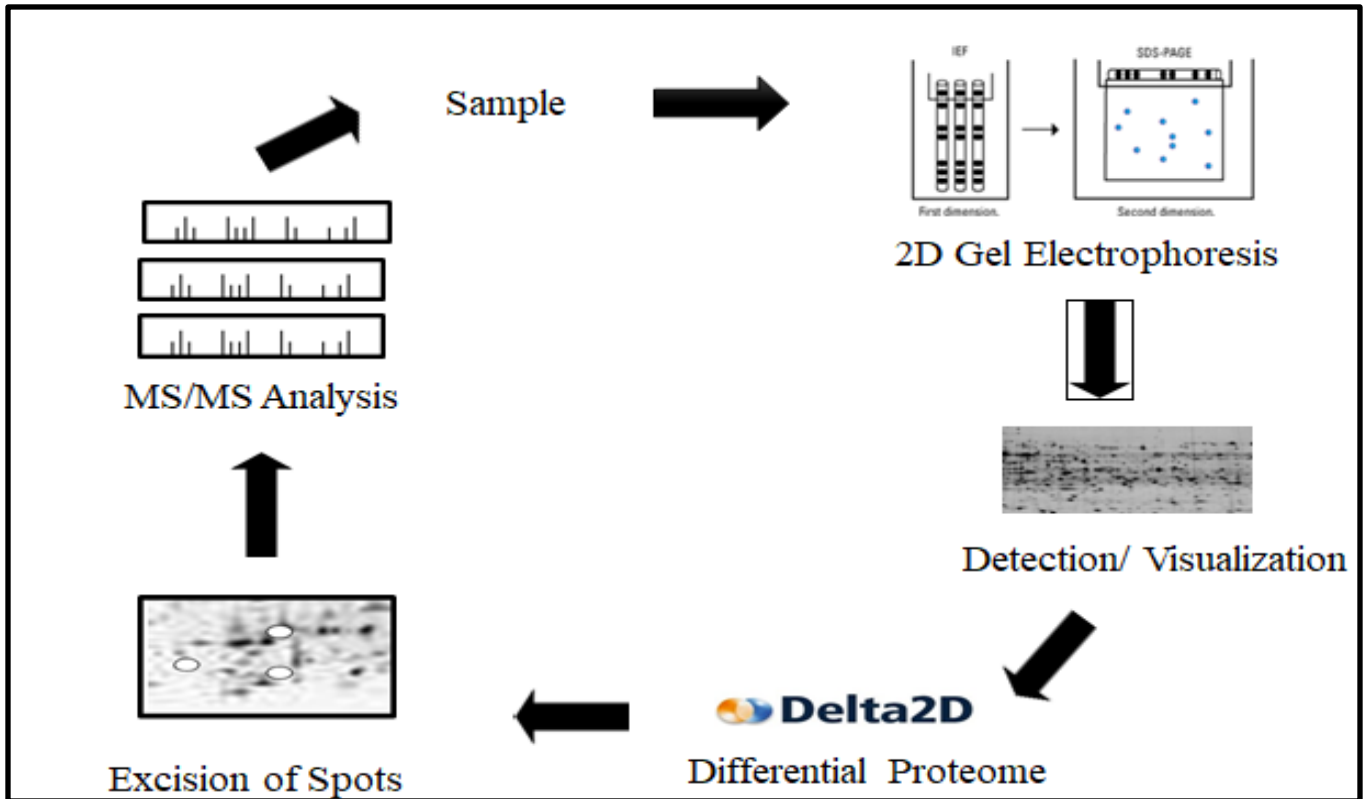 Sample
IEF
SDS-PAGE
First dimension.
Second dimension.
2D Gel Electrophoresis
Detection/ Visualization
Delta2D
Differential Proteome
Excision of Spots
MS/MS Analysis